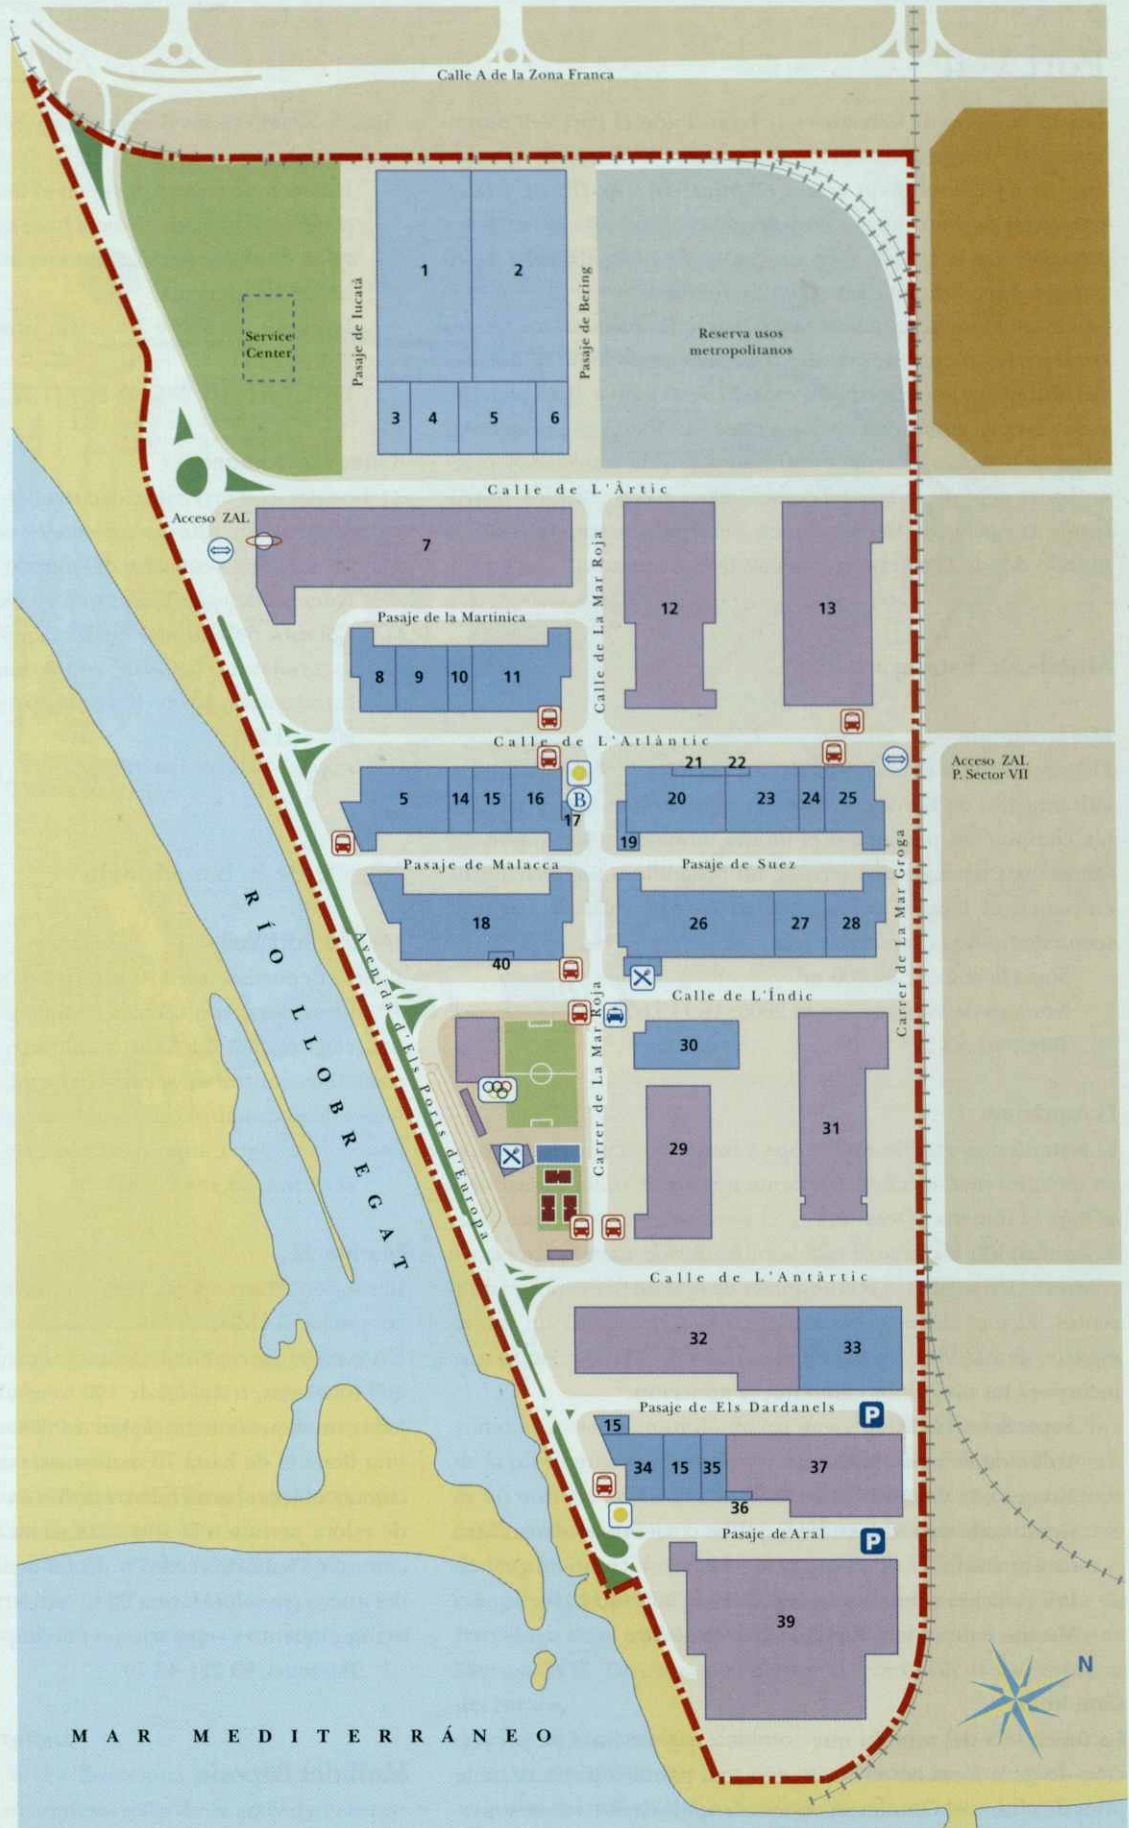 Calle A de la Zona Franca
1
2
Pasaje de Iucatà
Pasaje de Bering
Service
Center
Reserva usos
metropolitanos
3
4
5
6
Calle de L'Àrtic
Acceso ZAL
7
Calle de La Mar Roja
12
13
Pasaje de la Martinica
8
9
10
11
Calle de L'Atlàntic
Acceso ZAL
P. Sector VII
21
22
5
14
15
16
B
17
20
23
24
25
19
Pasaje de Malacca
Pasaje de Suez
Carrer de La Mar Groga
RÍO LLOBREGAT
18
40
26
27
28
Avenida d'Els Ports d'Europa
Calle de L'Índic
Carrer de La Mar Roja
30
29
31
Calle de L'Antàrtic
32
33
Pasaje de Els Dardanels
P
15
34
15
35
37
36
Pasaje de Aral
P
39
N
MAR MEDITERRÁNEO